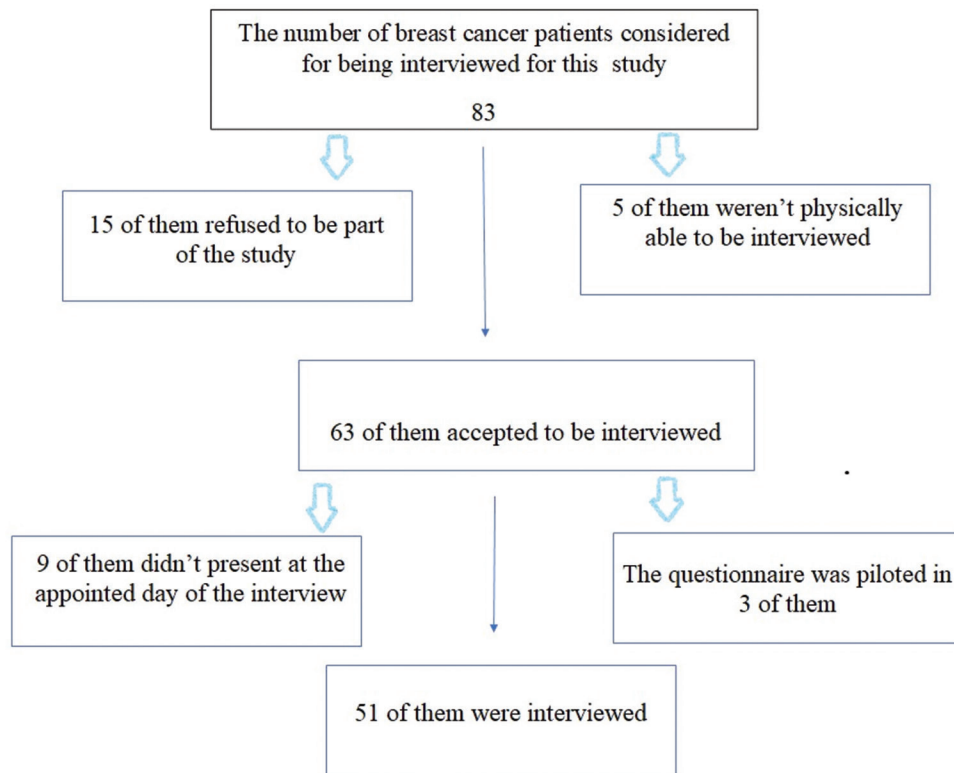 The number of breast cancer patients considered
for being interviewed for this study
83
15 of them refused to be part
of the study
5 of them weren’t physically
able to be interviewed
63 of them accepted to be interviewed
.
9 of them didn’t present at the
appointed day of the interview
The questionnaire was piloted in
3 of them
51 of them were interviewed